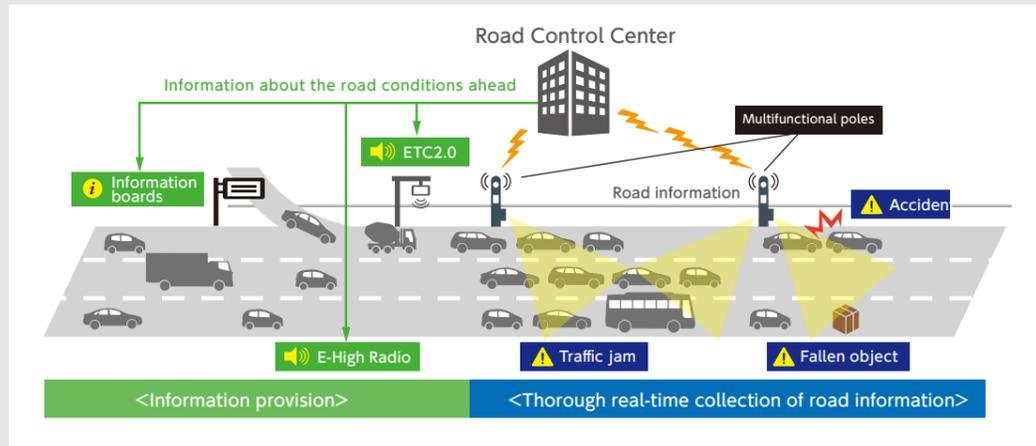 Road Control Center
Information about the road conditions ahead
Multifunctional poles
ETC2.0
Information
boards
Road information
Acciden
E-High Radio
Traffic jam
Fallen object
<Information provision>
<Thorough real-time collection of road information>